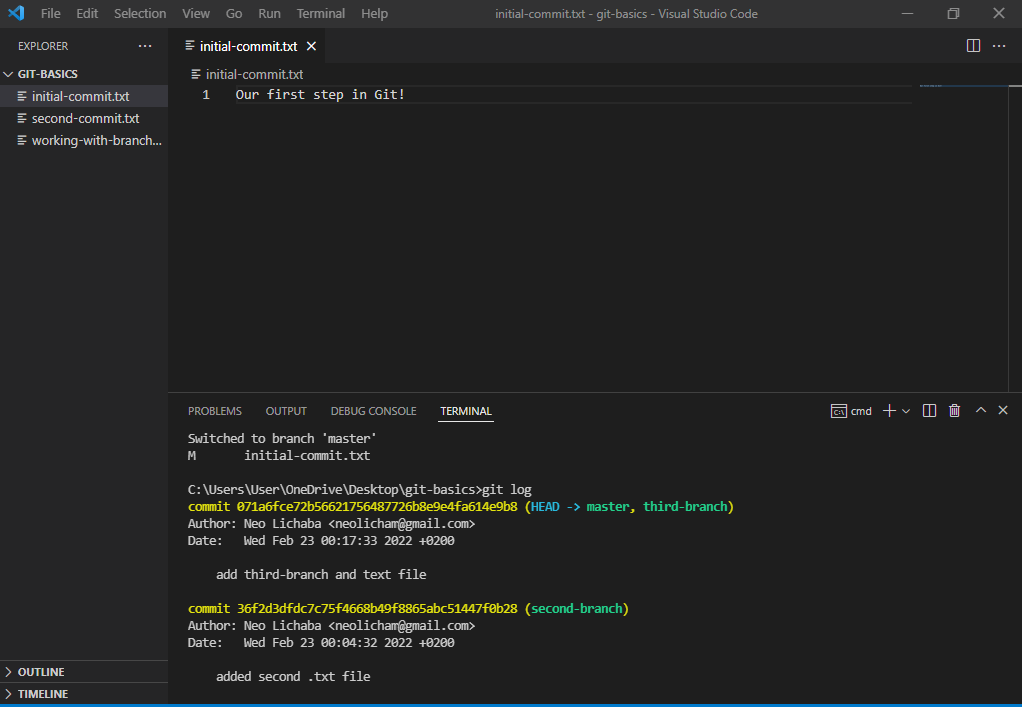 File Edit Selection View Go Run Terminal Help initial-commit.txt - git-basics - Visual Studio Code
EXPLORER
initial-commit.txt
GIT-BASICS
initial-commit.txt
second-commit.txt
working-with-branch...
OUTLINE
TIMELINE
initial-commit.txt
1 Our first step in Git!
PROBLEMS OUTPUT DEBUG CONSOLE TERMINAL cmd
Switched to branch 'master'
M initial-commit.txt
C:\Users\User\OneDrive\Desktop\git-basics>git log
commit 071a6fce72b56621756487726b8e9e4fa614e9b8 (HEAD -> master, third-branch)
Author: Neo Lichaba <neolicham@gmail.com>
Date: Wed Feb 23 00:17:33 2022 +0200
add third-branch and text file
commit 36f2d3dfdc7c75f4668b49f8865abc51447f0b28 (second-branch)
Author: Neo Lichaba <neolicham@gmail.com>
Date: Wed Feb 23 00:04:32 2022 +0200
added second .txt file